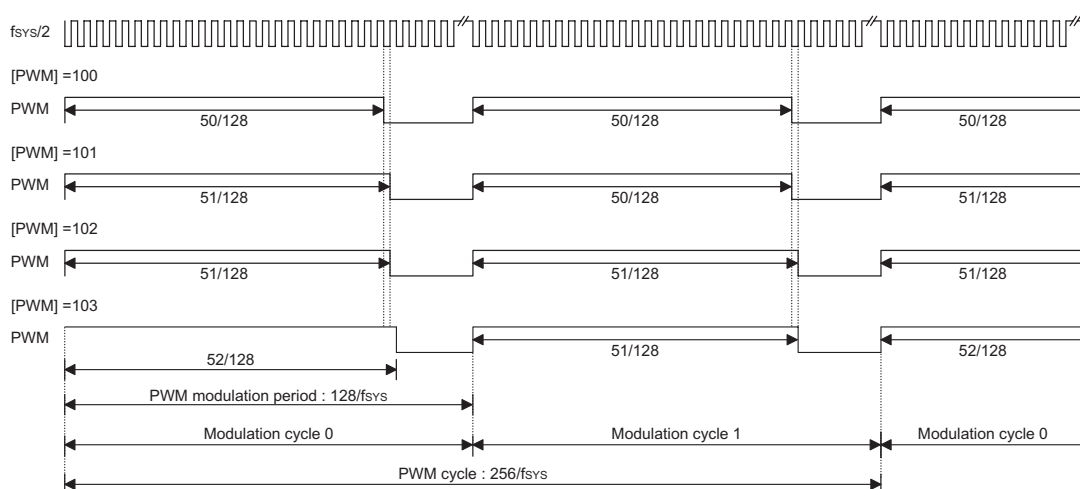 fSYS/2
[PWM] =100
PWM
50/128 50/128 50/128
[PWM] =101
PWM
51/128 50/128 51/128
[PWM] =102
PWM
51/128 51/128 51/128
[PWM] =103
PWM
52/128 51/128 52/128
PWM modulation period : 128/fSYS
Modulation cycle 0 Modulation cycle 1 Modulation cycle 0
PWM cycle : 256/fSYS